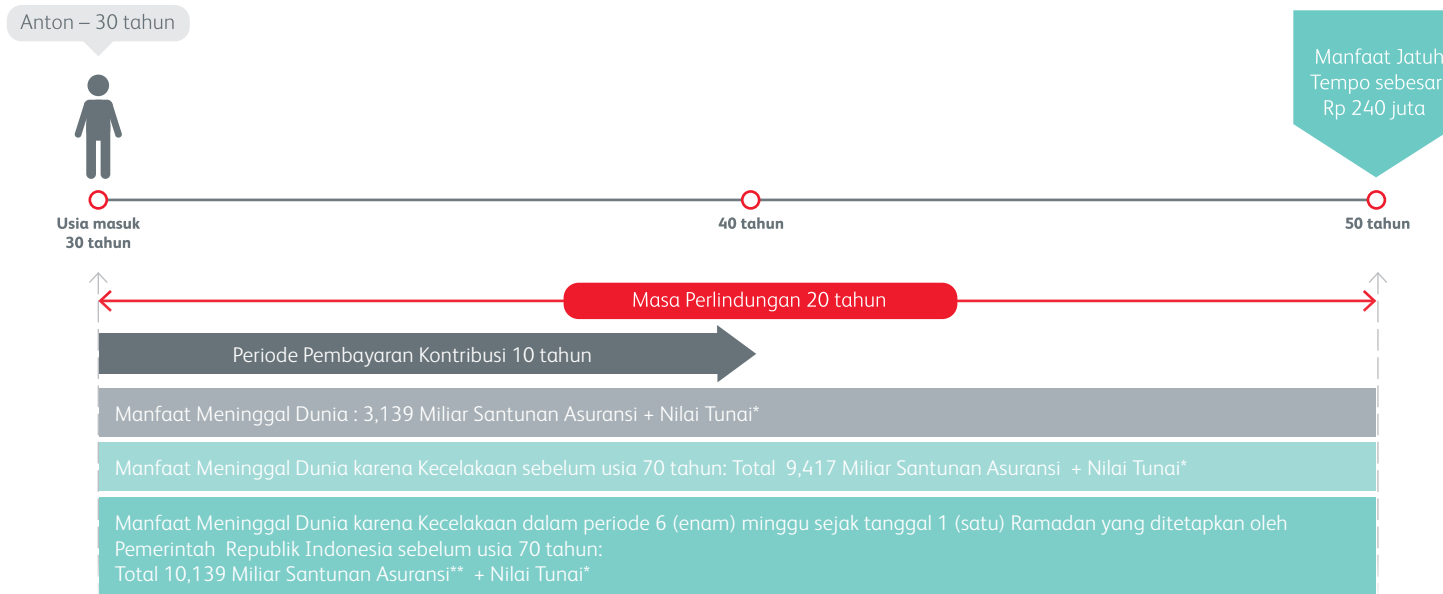 Anton – 30 tahun
Manfaat Jatuh
Tempo sebesar
Rp 240 juta
Usia masuk
30 tahun
40 tahun
50 tahun
Masa Perlindungan 20 tahun
Periode Pembayaran Kontribusi 10 tahun
Manfaat Meninggal Dunia : 3,139 Miliar Santunan Asuransi + Nilai Tunai*
Manfaat Meninggal Dunia karena Kecelakaan sebelum usia 70 tahun: Total 9,417 Miliar Santunan Asuransi + Nilai Tunai*
Manfaat Meninggal Dunia karena Kecelakaan dalam periode 6 (enam) minggu sejak tanggal 1 (satu) Ramadan yang ditetapkan oleh
Pemerintah Republik Indonesia sebelum usia 70 tahun:
Total 10,139 Miliar Santunan Asuransi** + Nilai Tunai*